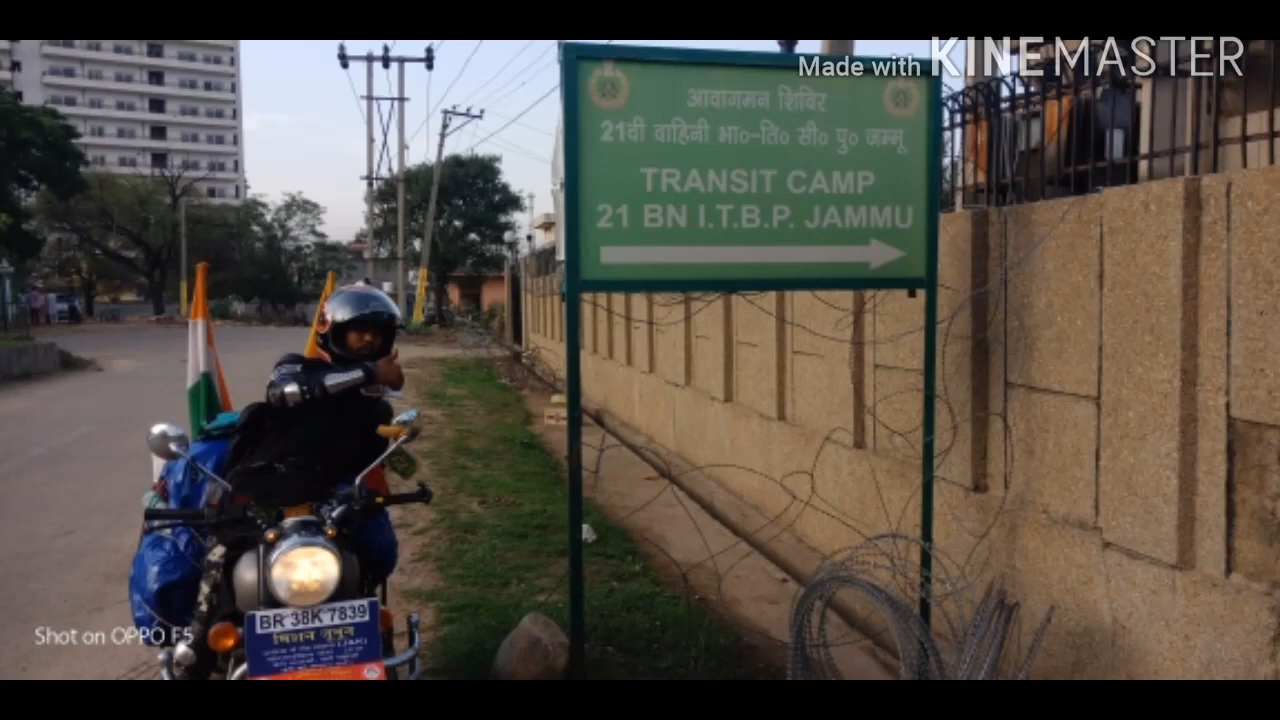 Made with KINEMASTER
आवागमन शिविर
21वी वाहिनी भा०-ति० सी० पु० जम्मू
TRANSIT CAMP
21 BN I.T.B.P. JAMMU
BR 38K 7839
मिशन
Shot on OPPO F5